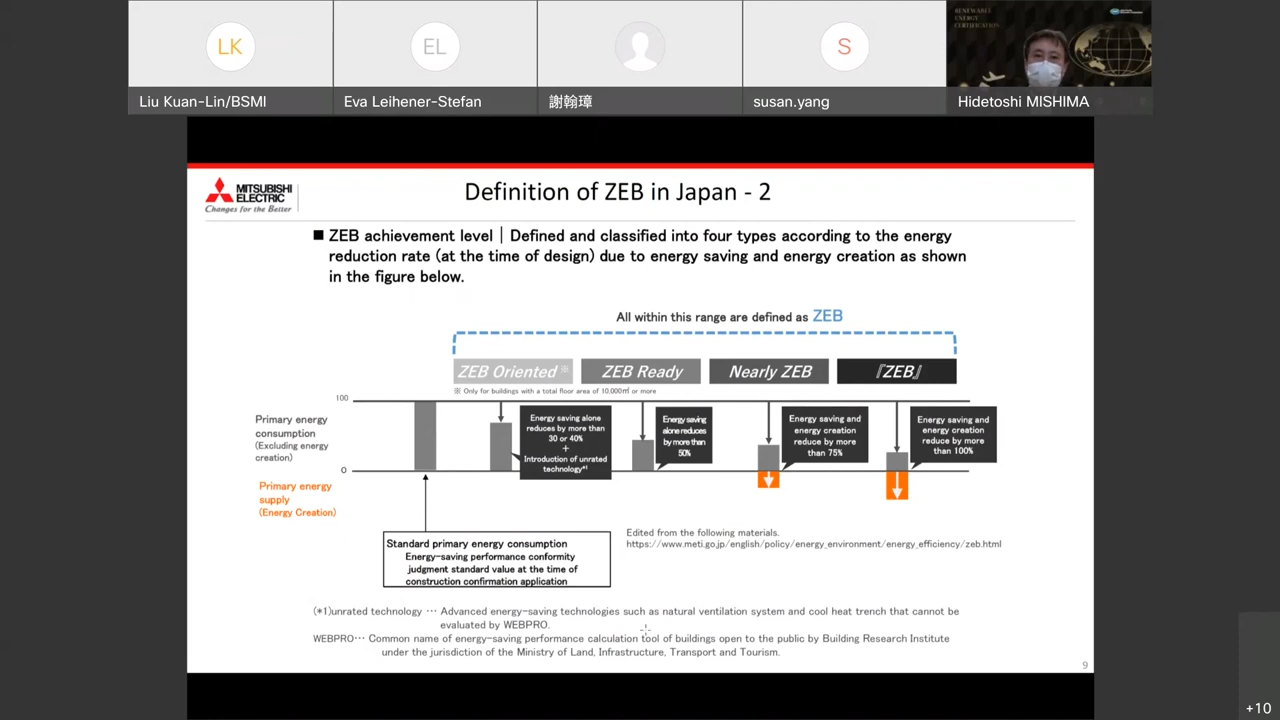 LK
EL
S
RENEWABLE
ENERGY
CERTIFICATION
Liu Kuan-Lin/BSMI
Eva Leihener-Stefan
謝翰璋
susan.yang
Hidetoshi MISHIMA
MITSUBISHI
ELECTRIC
Changes for the Better
Definition of ZEB in Japan - 2
■ ZEB achievement level | Defined and classified into four types according to the energy
reduction rate (at the time of design) due to energy saving and energy creation as shown
in the figure below.
All within this range are defined as ZEB
ZEB Oriented ※
ZEB Ready
Nearly ZEB
『ZEB』
※ Only for buildings with a total floor area of 10,000㎡ or more
100
Primary energy
consumption
(Excluding energy
creation)
0
Energy saving alone
reduces by more than
30 or 40%
+
Introduction of unrated
technology*1
Energy saving
alone reduces
by more than
50%
Energy saving and
energy creation
reduce by more
than 75%
Energy saving and
energy creation
reduce by more
than 100%
Primary energy
supply
(Energy Creation)
Standard primary energy consumption
Energy-saving performance conformity
judgment standard value at the time of
construction confirmation application
Edited from the following materials.
https://www.meti.go.jp/english/policy/energy_environment/energy_efficiency/zeb.html
(*1)unrated technology … Advanced energy-saving technologies such as natural ventilation system and cool heat trench that cannot be
evaluated by WEBPRO.
WEBPRO… Common name of energy-saving performance calculation tool of buildings open to the public by Building Research Institute
under the jurisdiction of the Ministry of Land, Infrastructure, Transport and Tourism.
9
+10